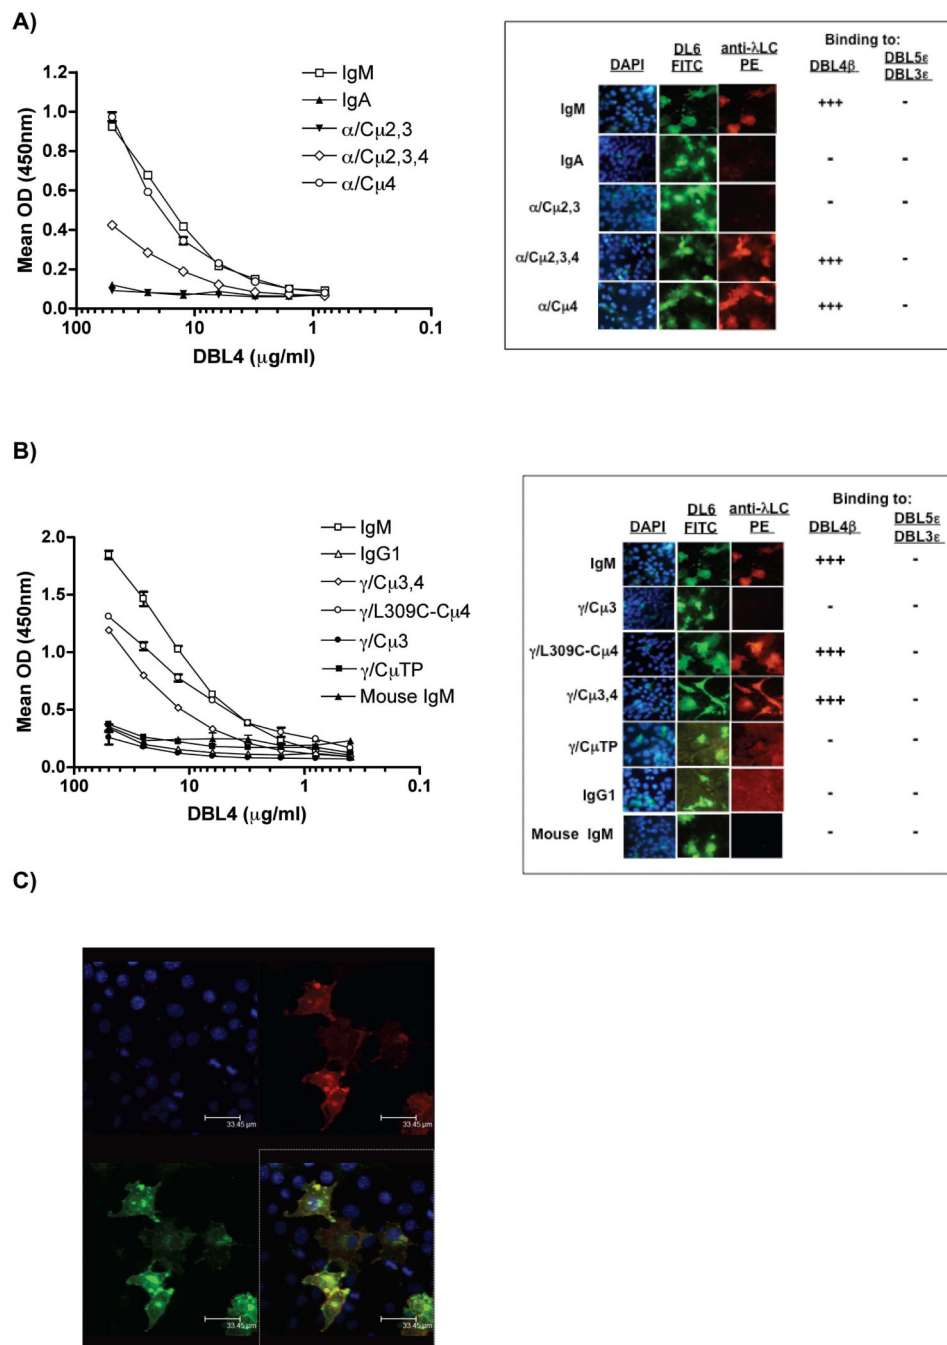 A)
Mean OD (450nm)
1.2
1.0
0.8
0.6
0.4
0.2
0.0
100
10
1
0.1
DBL4 (μg/ml)
IgM
IgA
α/Cμ2,3
α/Cμ2,3,4
α/Cμ4
Binding to:
DAPI DL6 FITC anti-λLC PE DBL4β DBL5ε DBL3ε
IgM +++ -
IgA - -
α/Cμ2,3 - -
α/Cμ2,3,4 +++ -
α/Cμ4 +++ -
B)
Mean OD (450nm)
2.0
1.5
1.0
0.5
0.0
100
10
1
0.1
DBL4 (μg/ml)
IgM
IgG1
γ/Cμ3,4
γ/L309C-Cμ4
γ/Cμ3
γ/CμTP
Mouse IgM
Binding to:
DAPI DL6 FITC anti-λLC PE DBL4β DBL5ε DBL3ε
IgM +++ -
γ/Cμ3 - -
γ/L309C-Cμ4 +++ -
γ/Cμ3,4 +++ -
γ/CμTP - -
IgG1 - -
Mouse IgM - -
C)
33.45 μm
33.45 μm
33.45 μm
33.45 μm